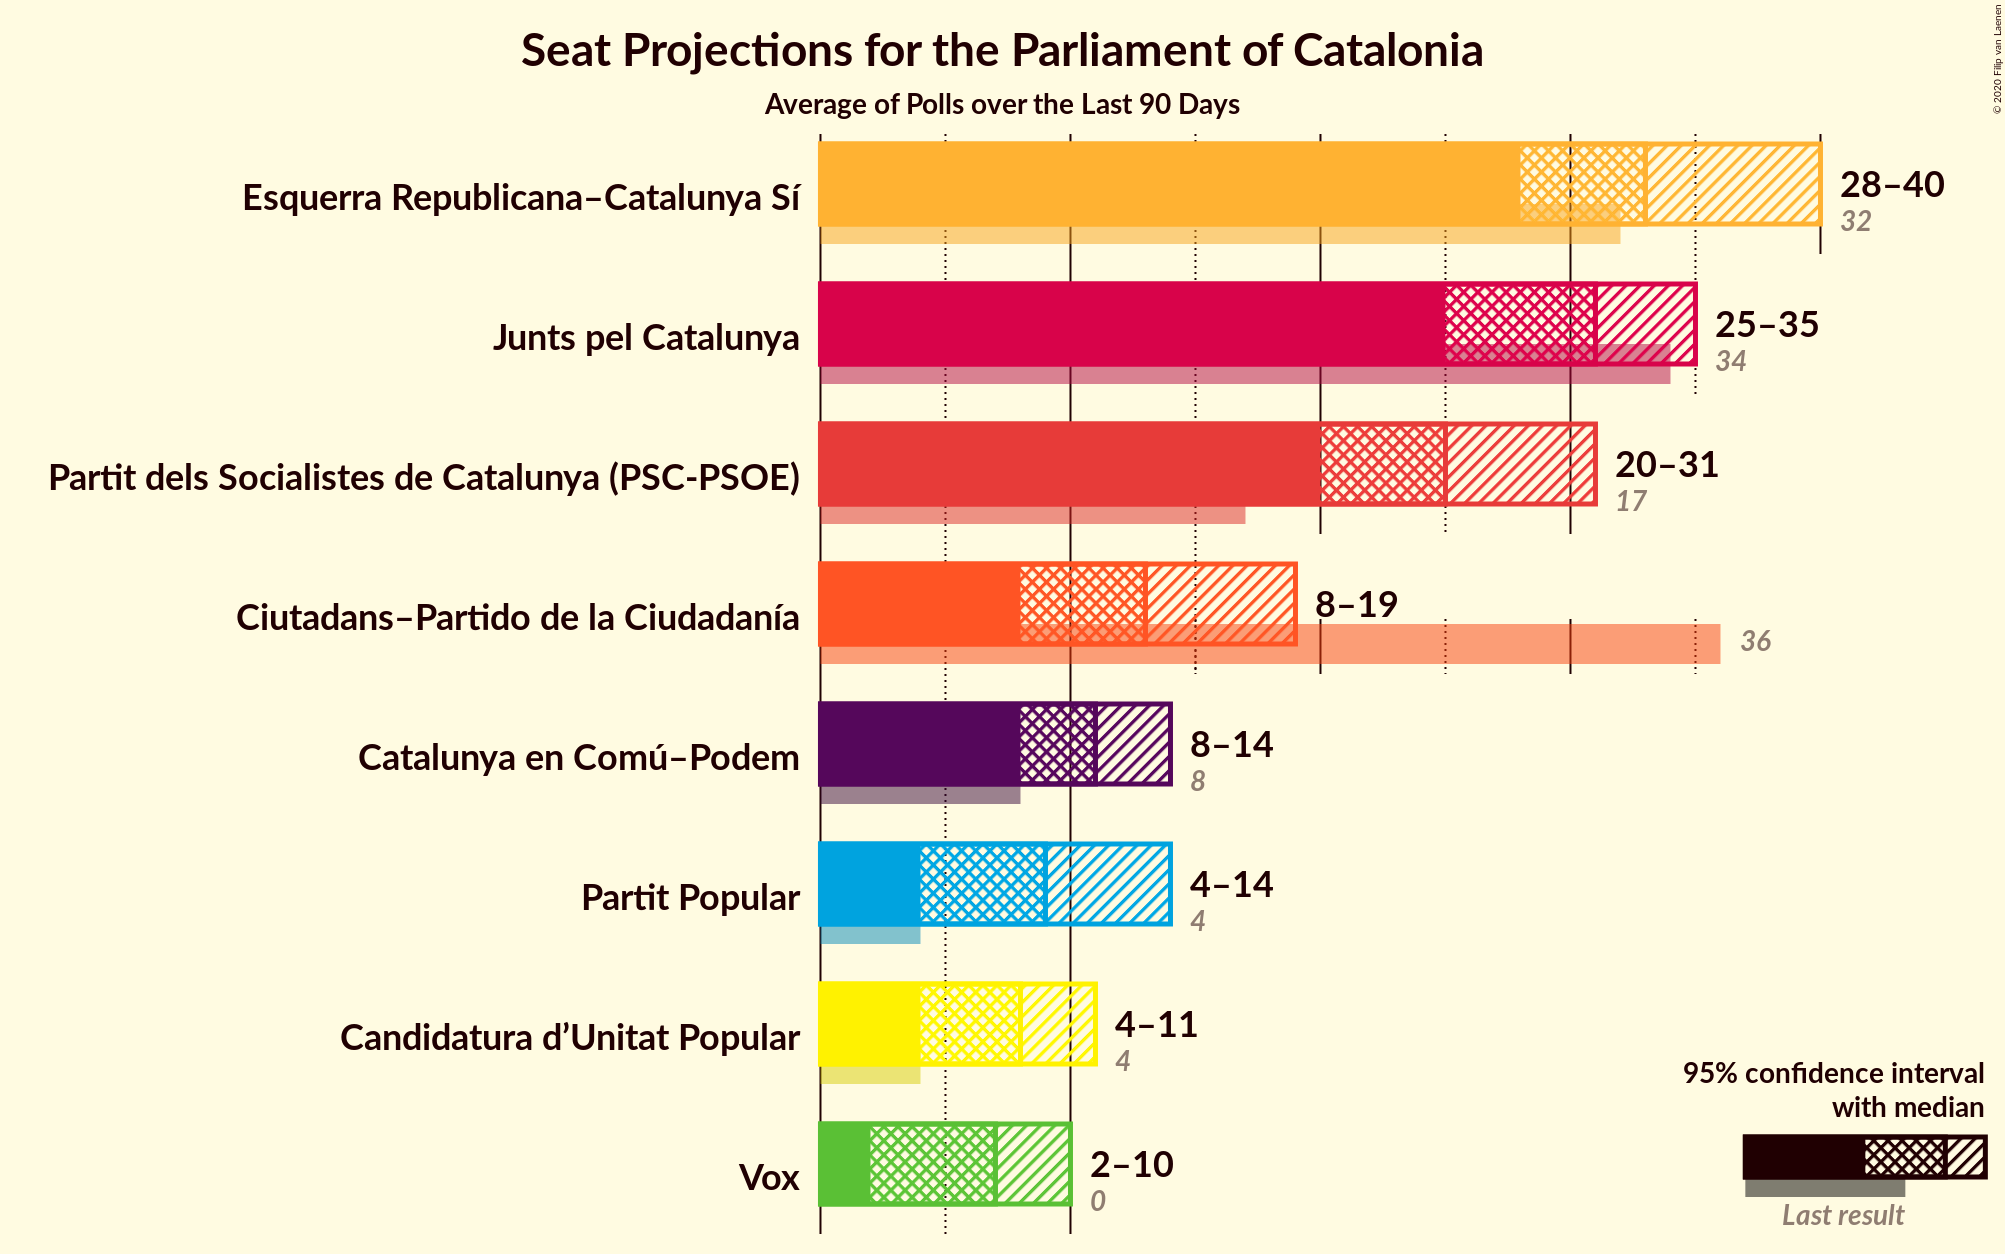 Seat Projections for the Parliament of Catalonia
Average of Polls over the Last 90 Days
© 2020 Filip van Laenen
Esquerra Republicana–Catalunya Sí
28–40
32
Junts pel Catalunya
25–35
34
Partit dels Socialistes de Catalunya (PSC-PSOE)
20–31
17
Ciutadans–Partido de la Ciudadanía
8–19
36
Catalunya en Comú–Podem
8–14
8
Partit Popular
4–14
4
Candidatura d’Unitat Popular
4–11
4
Vox
2–10
0
95% confidence interval
with median
Last result